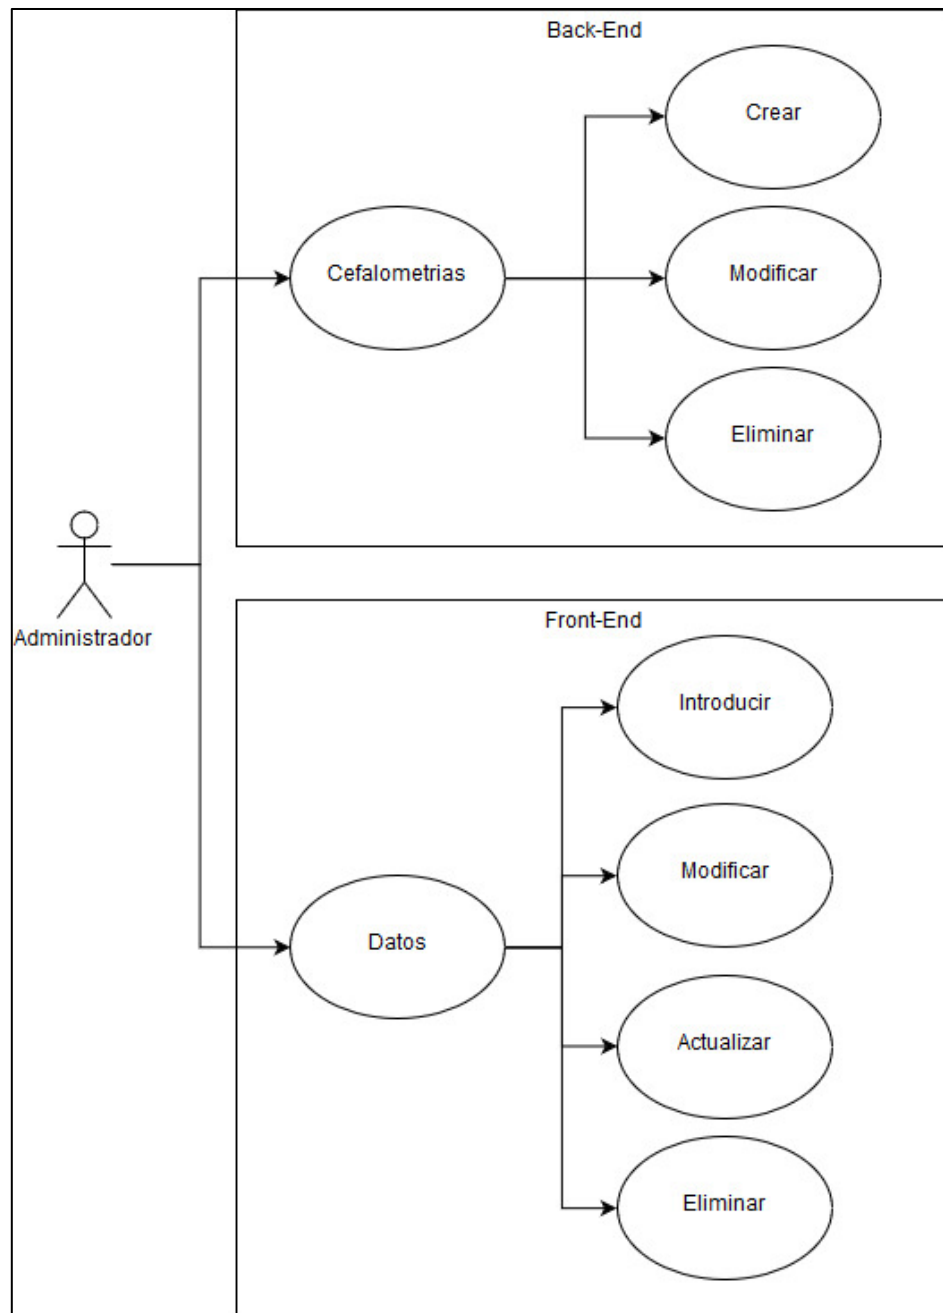 Back-End
Crear
Cefalometrias
Modificar
Eliminar
Administrador
Front-End
Introducir
Modificar
Datos
Actualizar
Eliminar